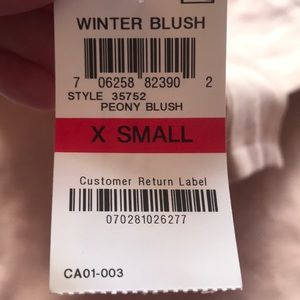 WINTER BLUSH
7 06258 82390 2
STYLE 35752
PEONY BLUSH
X SMALL
Customer Return Label
070281026277
CA01-003